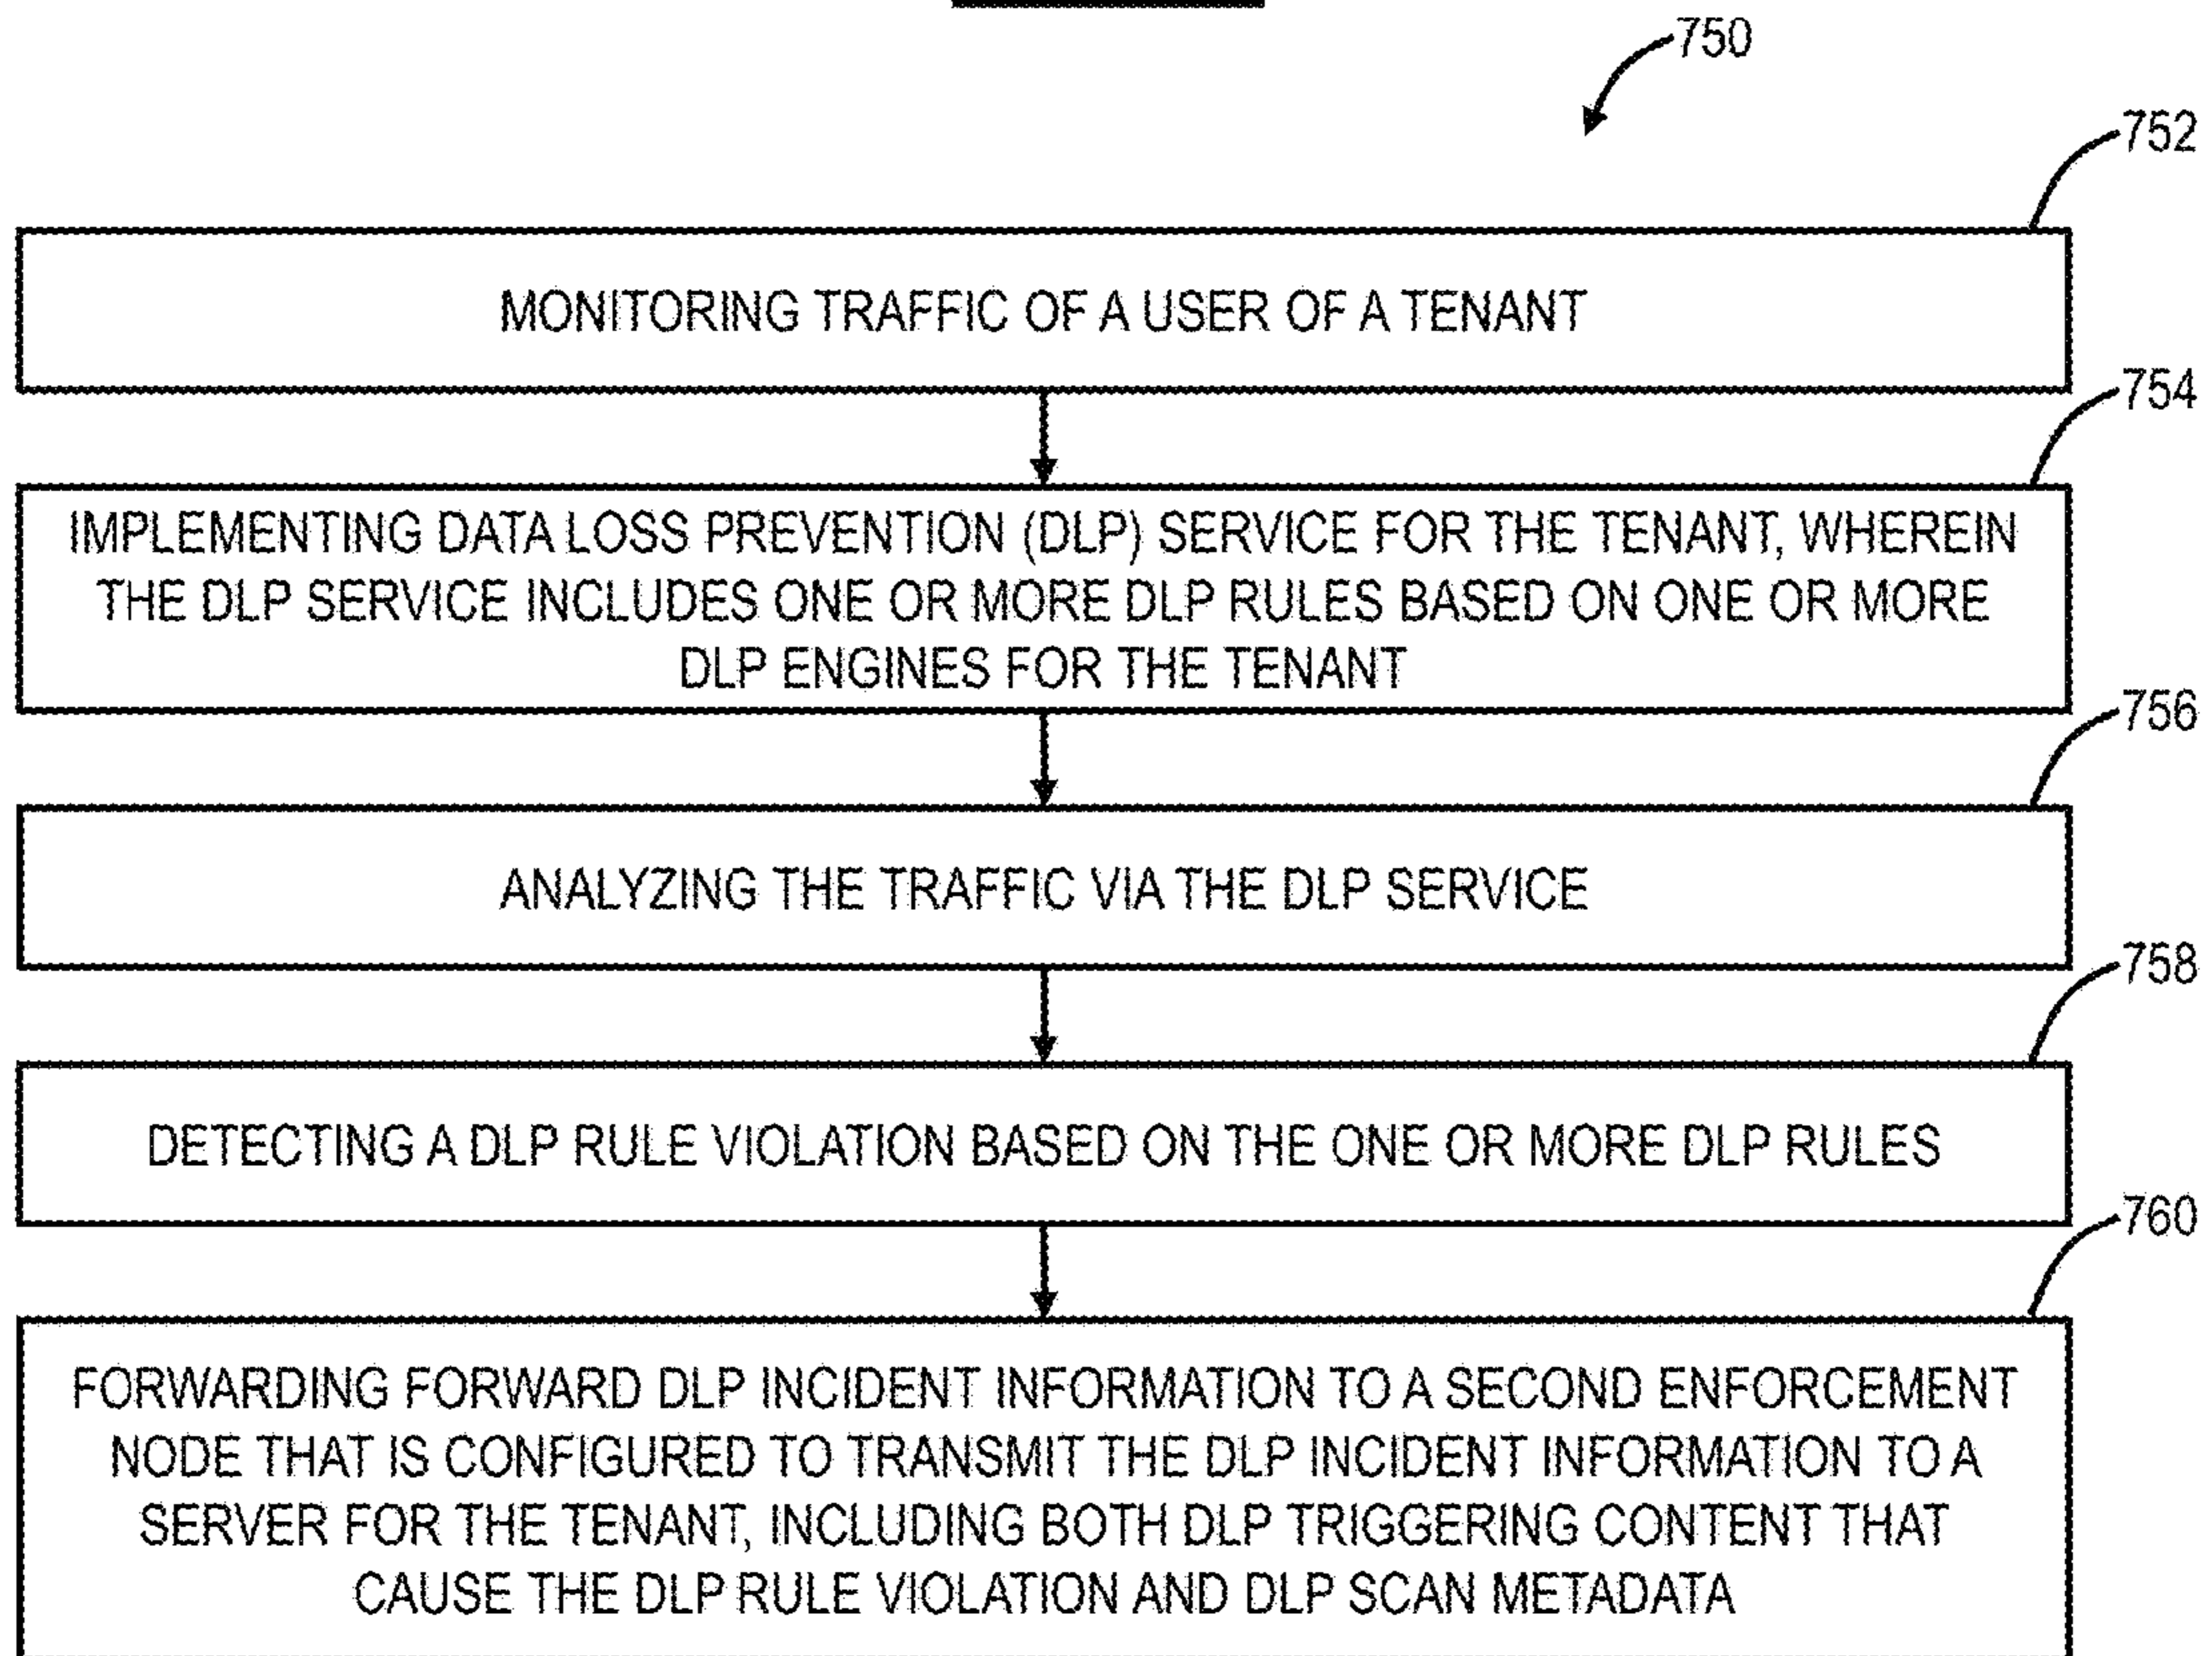 750
752
MONITORING TRAFFIC OF A USER OF A TENANT
754
IMPLEMENTING DATA LOSS PREVENTION (DLP) SERVICE FOR THE TENANT, WHEREIN
THE DLP SERVICE INCLUDES ONE OR MORE DLP RULES BASED ON ONE OR MORE
DLP ENGINES FOR THE TENANT
756
ANALYZING THE TRAFFIC VIA THE DLP SERVICE
758
DETECTING A DLP RULE VIOLATION BASED ON THE ONE OR MORE DLP RULES
760
FORWARDING FORWARD DLP INCIDENT INFORMATION TO A SECOND ENFORCEMENT
NODE THAT IS CONFIGURED TO TRANSMIT THE DLP INCIDENT INFORMATION TO A
SERVER FOR THE TENANT, INCLUDING BOTH DLP TRIGGERING CONTENT THAT
CAUSE THE DLP RULE VIOLATION AND DLP SCAN METADATA